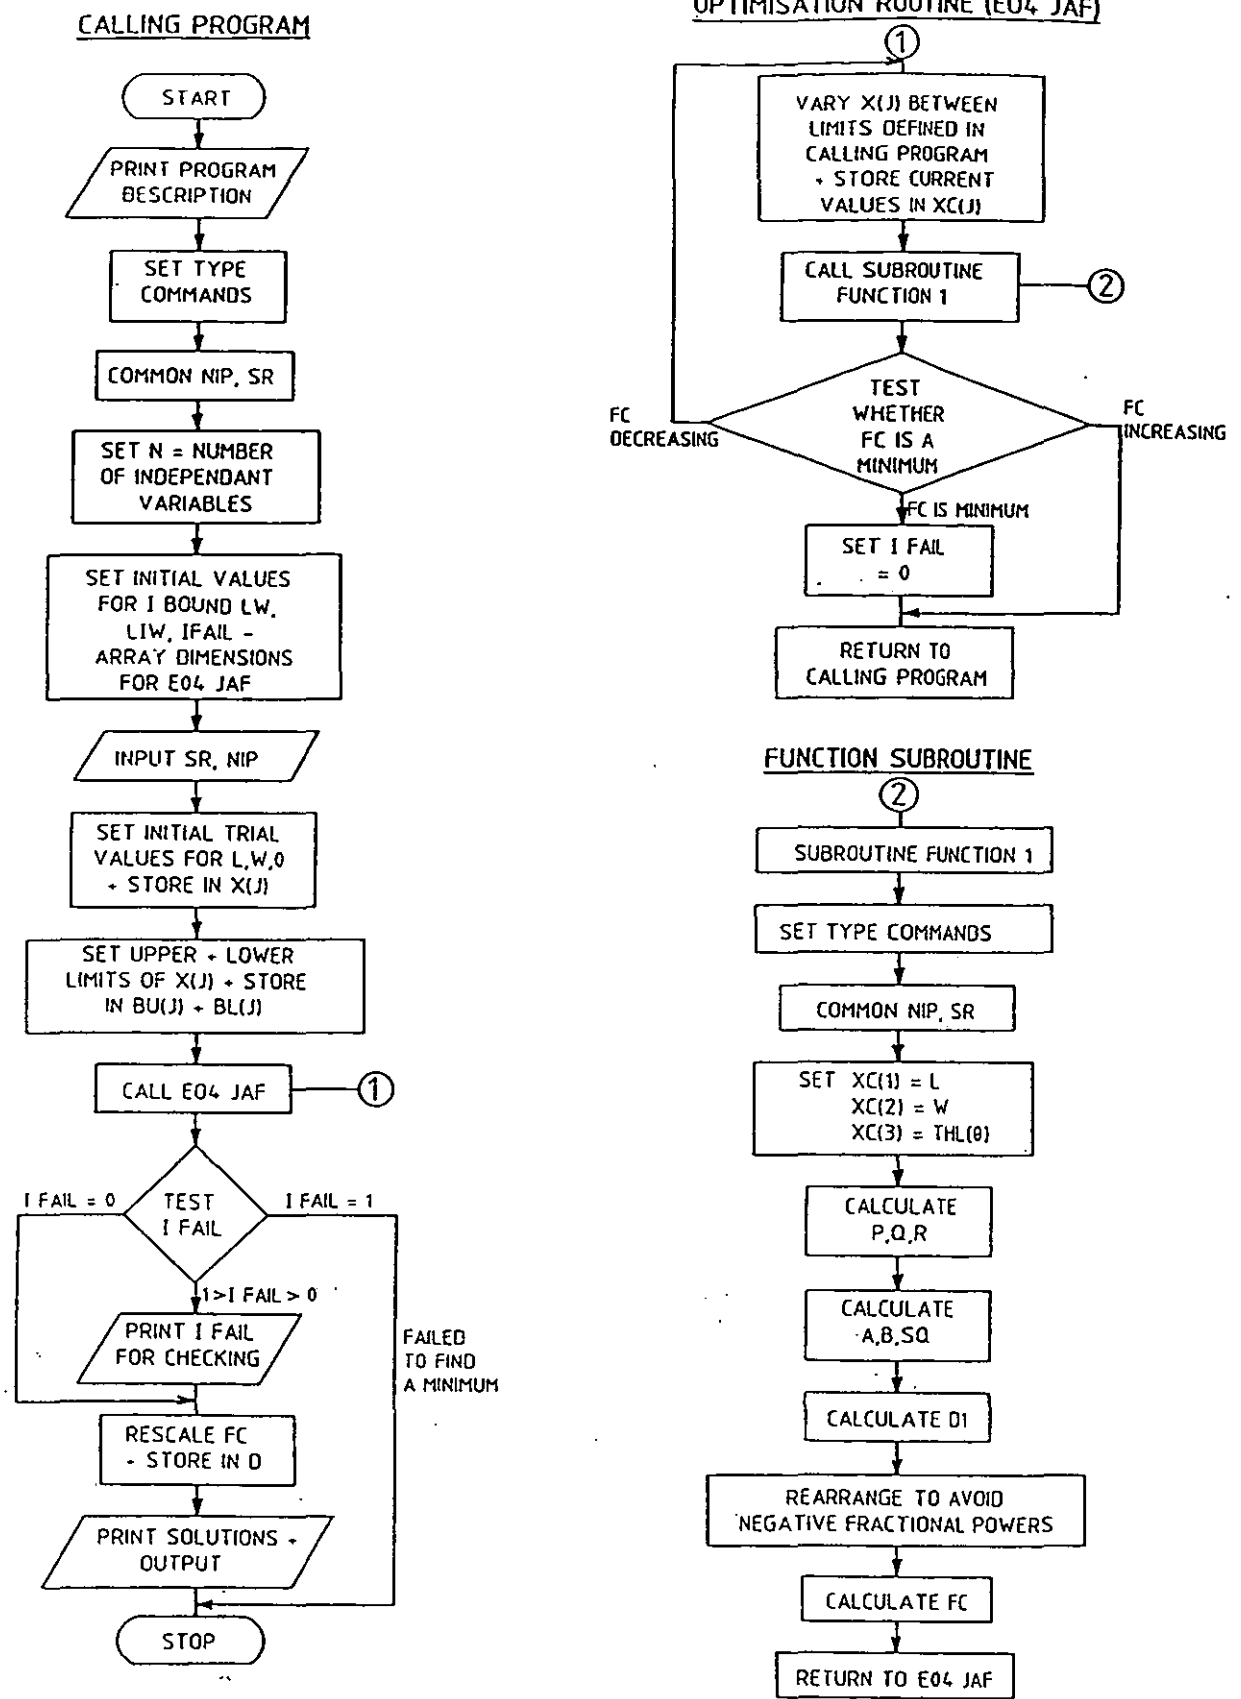 CALLING PROGRAM
START
PRINT PROGRAM
DESCRIPTION
SET TYPE
COMMANDS
COMMON NIP, SR
SET N = NUMBER
OF INDEPENDANT
VARIABLES
SET INITIAL VALUES
FOR I BOUND LW,
LIW, IFAIL -
ARRAY DIMENSIONS
FOR E04 JAF
INPUT SR, NIP
SET INITIAL TRIAL
VALUES FOR L,W,0
+ STORE IN X(J)
SET UPPER + LOWER
LIMITS OF X(J) + STORE
IN BU(J) + BL(J)
CALL E04 JAF
1
I FAIL = 0
TEST
I FAIL
I FAIL = 1
1>I FAIL > 0
PRINT I FAIL
FOR CHECKING
FAILED
TO FIND
A MINIMUM
RESCALE FC
+ STORE IN D
PRINT SOLUTIONS +
OUTPUT
STOP
OPTIMISATION ROUTINE (E04 JAF)
1
VARY X(J) BETWEEN
LIMITS DEFINED IN
CALLING PROGRAM
+ STORE CURRENT
VALUES IN XC(J)
CALL SUBROUTINE
FUNCTION 1
2
FC
DECREASING
TEST
WHETHER
FC IS A
MINIMUM
FC
INCREASING
FC IS MINIMUM
SET I FAIL
= 0
RETURN TO
CALLING PROGRAM
FUNCTION SUBROUTINE
2
SUBROUTINE FUNCTION 1
SET TYPE COMMANDS
COMMON NIP, SR
SET XC(1) = L
XC(2) = W
XC(3) = THL(θ)
CALCULATE
P,Q,R
CALCULATE
A,B,SQ
CALCULATE D1
REARRANGE TO AVOID
NEGATIVE FRACTIONAL POWERS
CALCULATE FC
RETURN TO E04 JAF